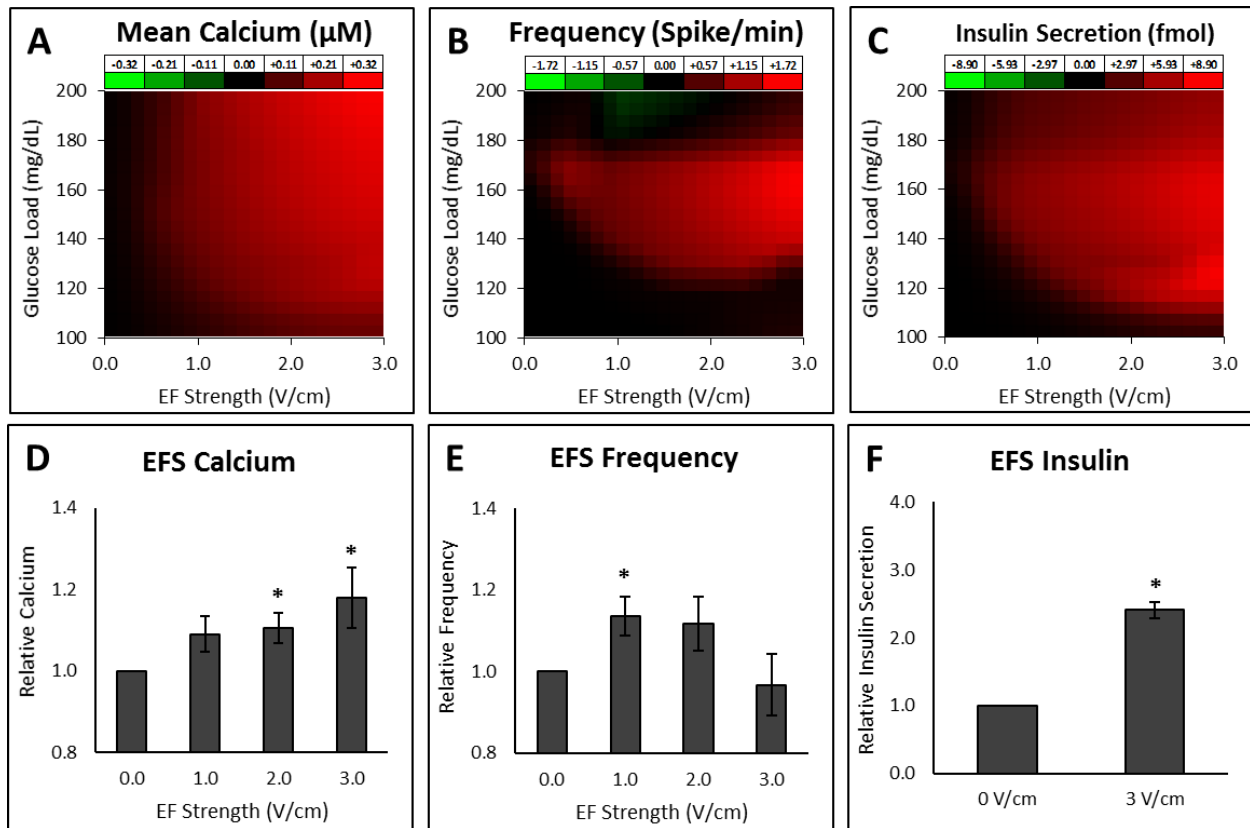 A Mean Calcium (µM)
-0.32 -0.21 -0.11 0.00 +0.11 +0.21 +0.32
Glucose Load (mg/dL)
200
180
160
140
120
100
0.0 1.0 2.0 3.0
EF Strength (V/cm)
B Frequency (Spike/min)
-1.72 -1.15 -0.57 0.00 +0.57 +1.15 +1.72
Glucose Load (mg/dL)
200
180
160
140
120
100
0.0 1.0 2.0 3.0
EF Strength (V/cm)
C Insulin Secretion (fmol)
-8.90 -5.93 -2.97 0.00 +2.97 +5.93 +8.90
Glucose Load (mg/dL)
200
180
160
140
120
100
0.0 1.0 2.0 3.0
EF Strength (V/cm)
D EFS Calcium
Relative Calcium
1.4
1.2
1.0
0.8
* *
0.0 1.0 2.0 3.0
EF Strength (V/cm)
E EFS Frequency
Relative Frequency
1.4
1.2
1.0
0.8
*
0.0 1.0 2.0 3.0
EF Strength (V/cm)
F EFS Insulin
Relative Insulin Secretion
4.0
3.0
2.0
1.0
0.0
*
0 V/cm 3 V/cm